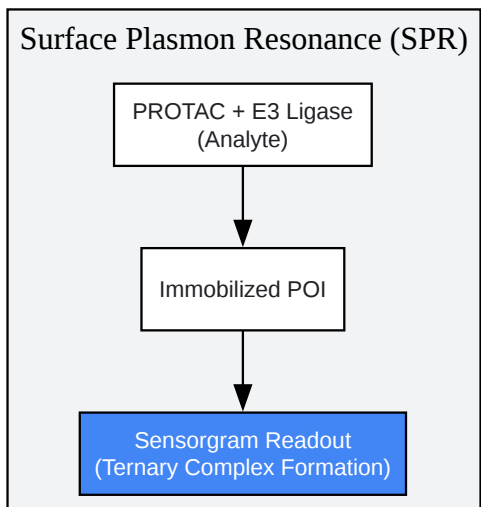 Surface Plasmon Resonance (SPR)
PROTAC + E3 Ligase
(Analyte)
Immobilized POI
Sensorgram Readout
(Ternary Complex Formation)